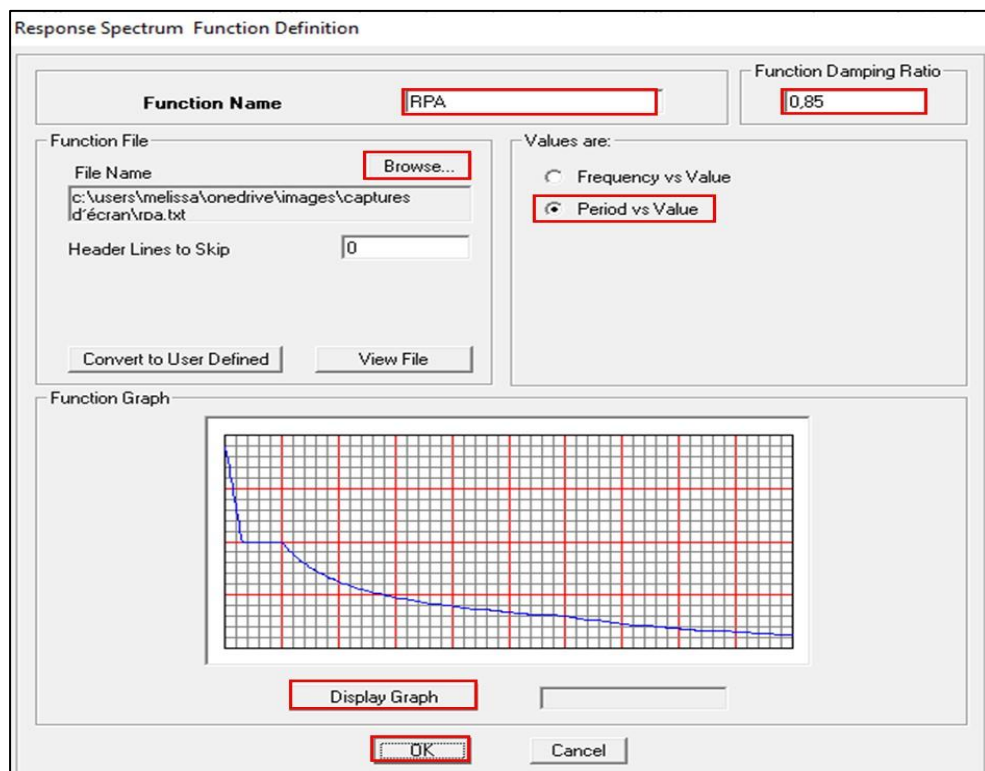 Response Spectrum Function Definition
Function Damping Ratio
Function Name
RPA
0,85
Function File
Values are:
File Name
Browse...
c:\users\melissa\onedrive\images\captures
d'écran\rpa.txt
Header Lines to Skip
0
Frequency vs Value
Period vs Value
Convert to User Defined
View File
Function Graph
Display Graph
OK
Cancel